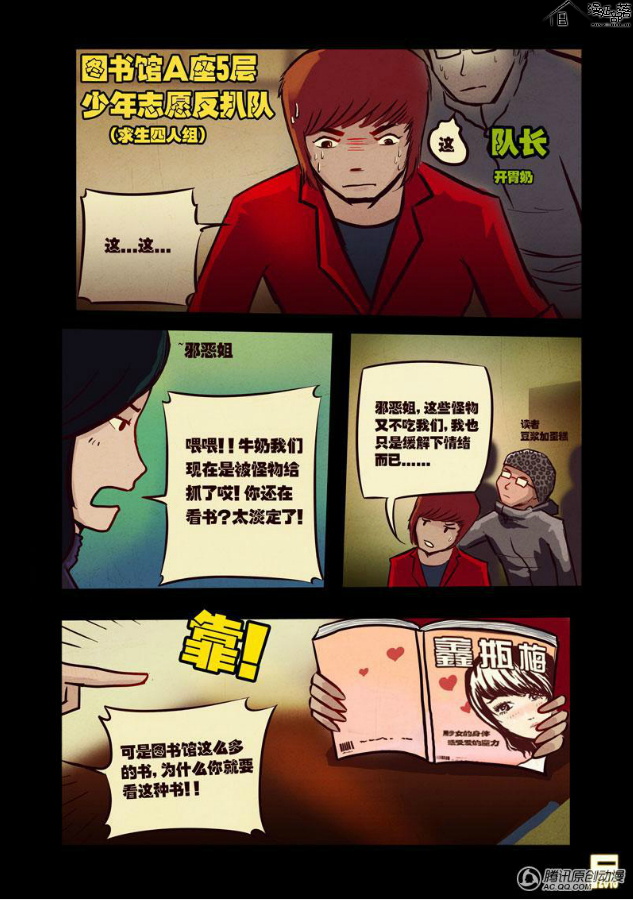 漫画部落
图书馆A座5层
少年志愿反扒队
(求生四人组)
这
队长
开胃奶
这...这...
~邪恶姐
喂喂!!牛奶我们
现在是被怪物给
抓了哎!你还在
看书?太淡定了!
邪恶姐,这些怪物
又不吃我们,我也
只是缓解下情绪
而已......
读者
豆浆加蛋糕
靠!
鑫瓶梅
可是图书馆这么多
的书,为什么你就要
看这种书!!
腾讯原创动漫
AC.QQ.COM